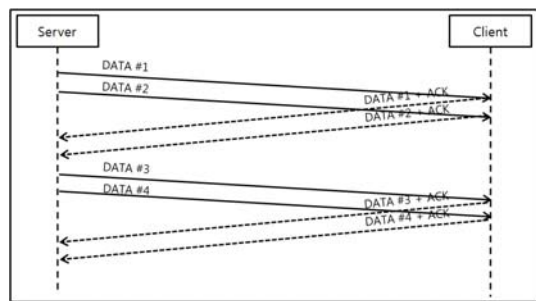 Server
Client
DATA #1
DATA #2
DATA #1 + ACK
DATA #2 + ACK
DATA #3
DATA #4
DATA #3 + ACK
DATA #4 + ACK